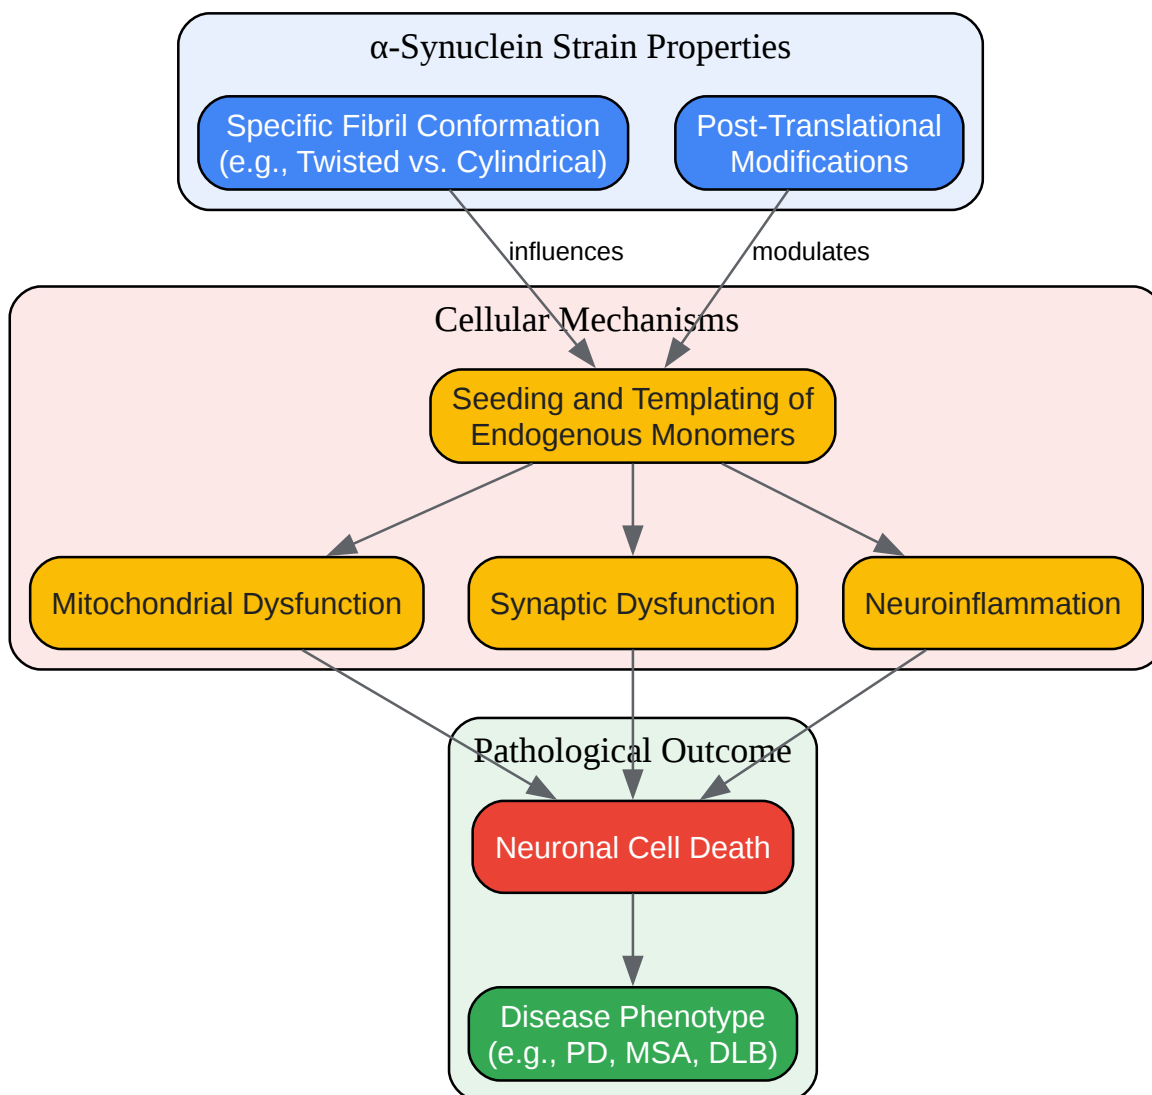 α-Synuclein Strain Properties
Specific Fibril Conformation
(e.g., Twisted vs. Cylindrical)
Post-Translational
Modifications
influences
modulates
Cellular Mechanisms
Seeding and Templating of
Endogenous Monomers
Mitochondrial Dysfunction
Synaptic Dysfunction
Neuroinflammation
Pathological Outcome
Neuronal Cell Death
Disease Phenotype
(e.g., PD, MSA, DLB)